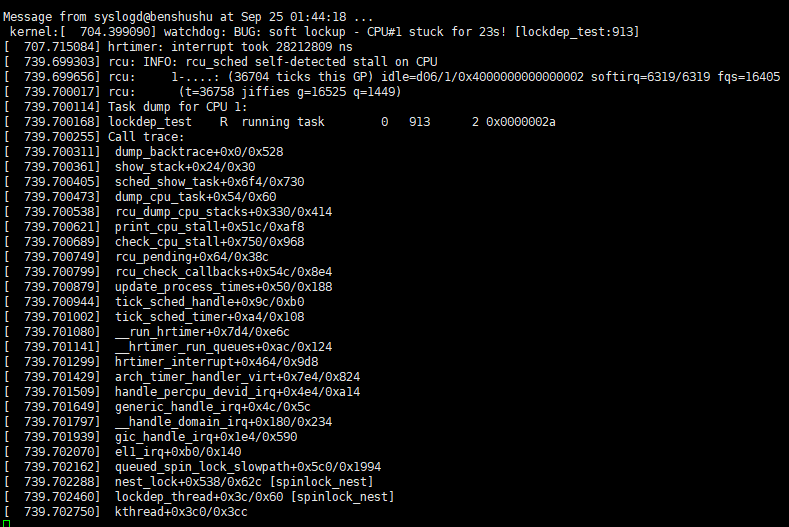 Message from syslogd@benshushu at Sep 25 01:44:18 ...
 kernel:[  704.399090] watchdog: BUG: soft lockup - CPU#1 stuck for 23s! [lockdep_test:913]
[  707.715084] hrtimer: interrupt took 28212809 ns
[  739.699303] rcu: INFO: rcu_sched self-detected stall on CPU
[  739.699656] rcu:     1-....: (36704 ticks this GP) idle=d06/1/0x4000000000000002 softirq=6319/6319 fqs=16405
[  739.700017] rcu:      (t=36758 jiffies g=16525 q=1449)
[  739.700114] Task dump for CPU 1:
[  739.700168] lockdep_test    R  running task        0   913      2 0x0000002a
[  739.700255] Call trace:
[  739.700311]  dump_backtrace+0x0/0x528
[  739.700361]  show_stack+0x24/0x30
[  739.700405]  sched_show_task+0x6f4/0x730
[  739.700473]  dump_cpu_task+0x54/0x60
[  739.700538]  rcu_dump_cpu_stacks+0x330/0x414
[  739.700621]  print_cpu_stall+0x51c/0xaf8
[  739.700689]  check_cpu_stall+0x750/0x968
[  739.700749]  rcu_pending+0x64/0x38c
[  739.700799]  rcu_check_callbacks+0x54c/0x8e4
[  739.700879]  update_process_times+0x50/0x188
[  739.700944]  tick_sched_handle+0x9c/0xb0
[  739.701002]  tick_sched_timer+0xa4/0x108
[  739.701080]  __run_hrtimer+0x7d4/0xe6c
[  739.701141]  __hrtimer_run_queues+0xac/0x124
[  739.701299]  hrtimer_interrupt+0x464/0x9d8
[  739.701429]  arch_timer_handler_virt+0x7e4/0x824
[  739.701509]  handle_percpu_devid_irq+0x4e4/0xa14
[  739.701649]  generic_handle_irq+0x4c/0x5c
[  739.701797]  __handle_domain_irq+0x180/0x234
[  739.701939]  gic_handle_irq+0x1e4/0x590
[  739.702070]  el1_irq+0xb0/0x140
[  739.702162]  queued_spin_lock_slowpath+0x5c0/0x1994
[  739.702288]  nest_lock+0x538/0x62c [spinlock_nest]
[  739.702460]  lockdep_thread+0x3c/0x60 [spinlock_nest]
[  739.702750]  kthread+0x3c0/0x3cc